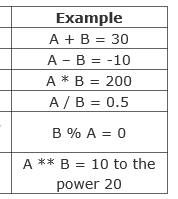 Example
A + B = 30
A – B = -10
A * B = 200
A / B = 0.5
B % A = 0
A ** B = 10 to the
power 20